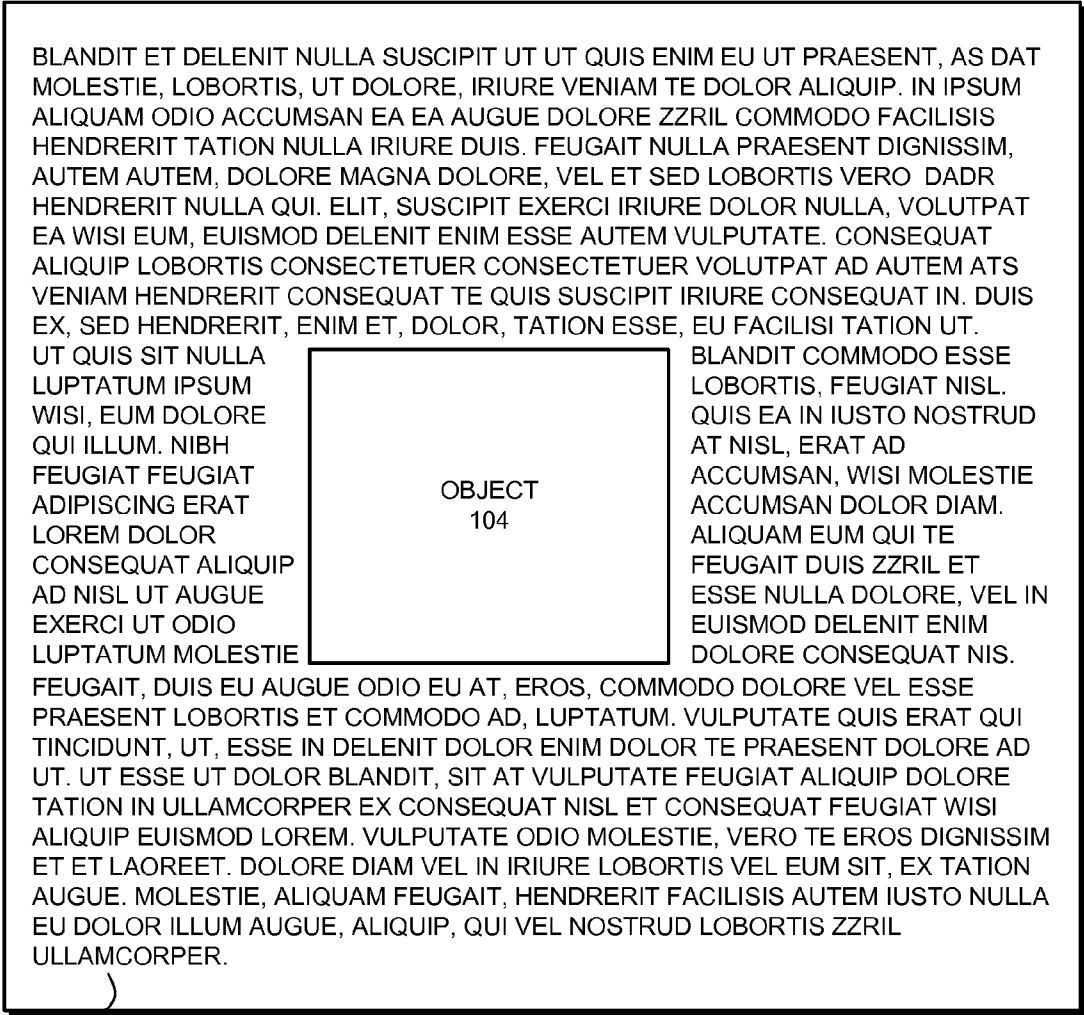 BLANDIT ET DELENIT NULLA SUSCIPIT UT UT QUIS ENIM EU UT PRAESENT, AS DAT
MOLESTIE, LOBORTIS, UT DOLORE, IRIURE VENIAM TE DOLOR ALIQUIP. IN IPSUM
ALIQUAM ODIO ACCUMSAN EA EA AUGUE DOLORE ZZRIL COMMODO FACILISIS
HENDRERIT TATION NULLA IRIURE DUIS. FEUGAIT NULLA PRAESENT DIGNISSIM,
AUTEM AUTEM, DOLORE MAGNA DOLORE, VEL ET SED LOBORTIS VERO DADR
HENDRERIT NULLA QUI. ELIT, SUSCIPIT EXERCI IRIURE DOLOR NULLA, VOLUTPAT
EA WISI EUM, EUISMOD DELENIT ENIM ESSE AUTEM VULPUTATE. CONSEQUAT
ALIQUIP LOBORTIS CONSECTETUER CONSECTETUER VOLUTPAT AD AUTEM ATS
VENIAM HENDRERIT CONSEQUAT TE QUIS SUSCIPIT IRIURE CONSEQUAT IN. DUIS
EX, SED HENDRERIT, ENIM ET, DOLOR, TATION ESSE, EU FACILISI TATION UT.
UT QUIS SIT NULLA
LUPTATUM IPSUM
WISI, EUM DOLORE
QUI ILLUM. NIBH
FEUGIAT FEUGIAT
ADIPISCING ERAT
LOREM DOLOR
CONSEQUAT ALIQUIP
AD NISL UT AUGUE
EXERCI UT ODIO
LUPTATUM MOLESTIE
OBJECT
104
BLANDIT COMMODO ESSE
LOBORTIS, FEUGIAT NISL.
QUIS EA IN IUSTO NOSTRUD
AT NISL, ERAT AD
ACCUMSAN, WISI MOLESTIE
ACCUMSAN DOLOR DIAM.
ALIQUAM EUM QUI TE
FEUGAIT DUIS ZZRIL ET
ESSE NULLA DOLORE, VEL IN
EUISMOD DELENIT ENIM
DOLORE CONSEQUAT NIS.
FEUGAIT, DUIS EU AUGUE ODIO EU AT, EROS, COMMODO DOLORE VEL ESSE
PRAESENT LOBORTIS ET COMMODO AD, LUPTATUM. VULPUTATE QUIS ERAT QUI
TINCIDUNT, UT, ESSE IN DELENIT DOLOR ENIM DOLOR TE PRAESENT DOLORE AD
UT. UT ESSE UT DOLOR BLANDIT, SIT AT VULPUTATE FEUGIAT ALIQUIP DOLORE
TATION IN ULLAMCORPER EX CONSEQUAT NISL ET CONSEQUAT FEUGIAT WISI
ALIQUIP EUISMOD LOREM. VULPUTATE ODIO MOLESTIE, VERO TE EROS DIGNISSIM
ET ET LAOREET. DOLORE DIAM VEL IN IRIURE LOBORTIS VEL EUM SIT, EX TATION
AUGUE. MOLESTIE, ALIQUAM FEUGAIT, HENDRERIT FACILISIS AUTEM IUSTO NULLA
EU DOLOR ILLUM AUGUE, ALIQUIP, QUI VEL NOSTRUD LOBORTIS ZZRIL
ULLAMCORPER.